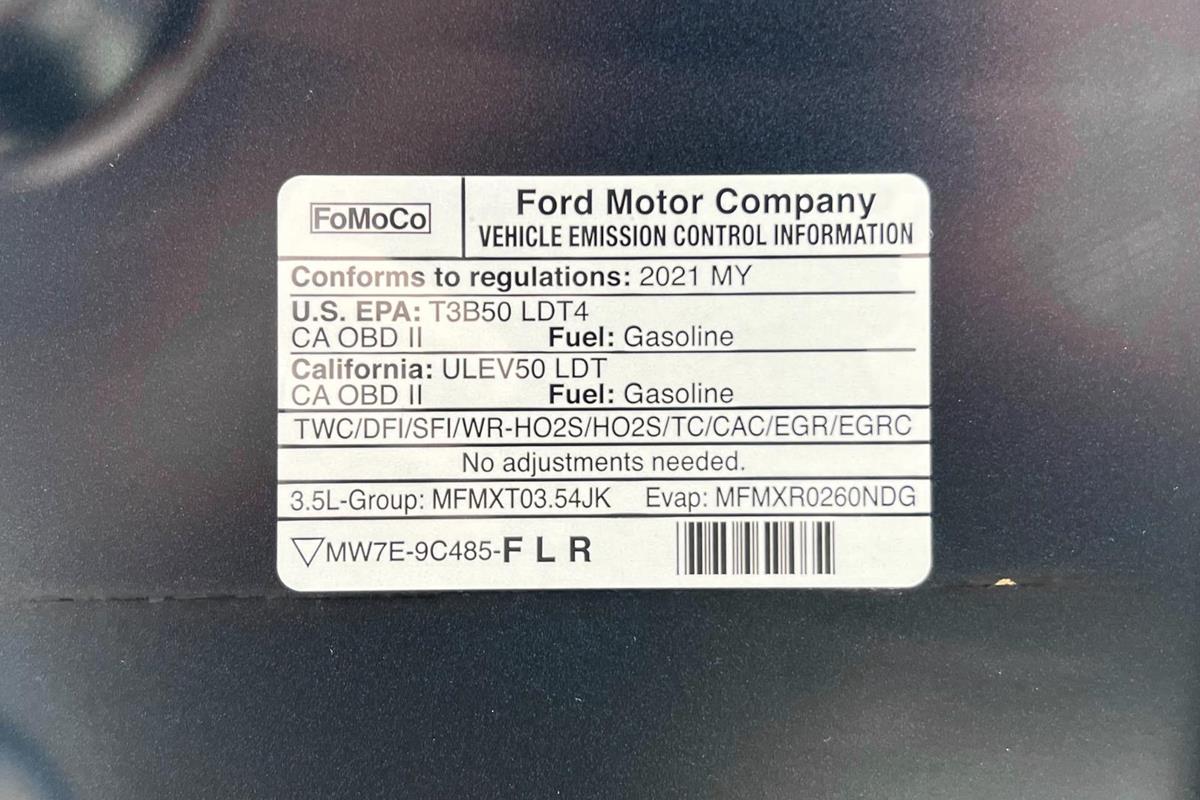 FoMoCo
Ford Motor Company
VEHICLE EMISSION CONTROL INFORMATION
Conforms to regulations: 2021 MY
U.S. EPA: T3B50 LDT4
CA OBD II Fuel: Gasoline
California: ULEV50 LDT
CA OBD II Fuel: Gasoline
TWC/DFI/SFI/WR-HO2S/HO2S/TC/CAC/EGR/EGRC
No adjustments needed.
3.5L-Group: MFMXT03.54JK Evap: MFMXR0260NDG
MW7E-9C485-F L R